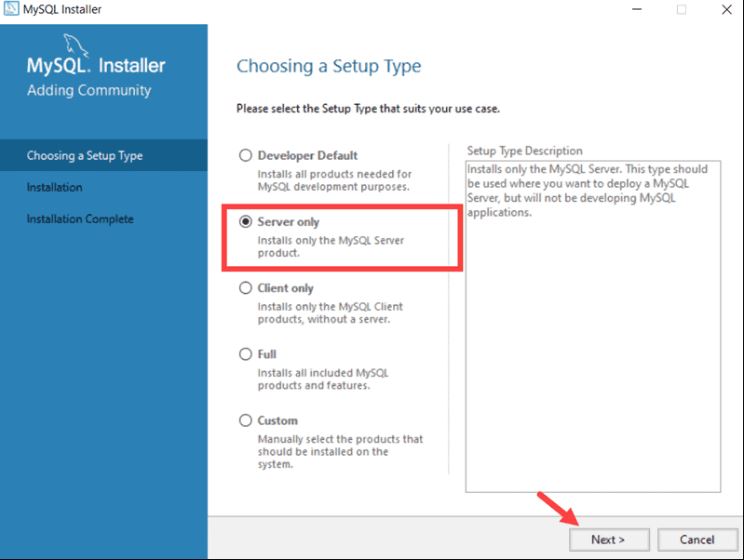 MySQL Installer
MySQL. Installer
Adding Community
Choosing a Setup Type
Installation
Installation Complete
Choosing a Setup Type
Please select the Setup Type that suits your use case.
Developer Default
Installs all products needed for
MySQL development purposes.
Server only
Installs only the MySQL Server
product.
Client only
Installs only the MySQL Client
products, without a server.
Full
Installs all included MySQL
products and features.
Custom
Manually select the products that
should be installed on the
system.
Setup Type Description
Installs only the MySQL Server. This type should
be used where you want to deploy a MySQL
Server, but will not be developing MySQL
applications.
Next >
Cancel